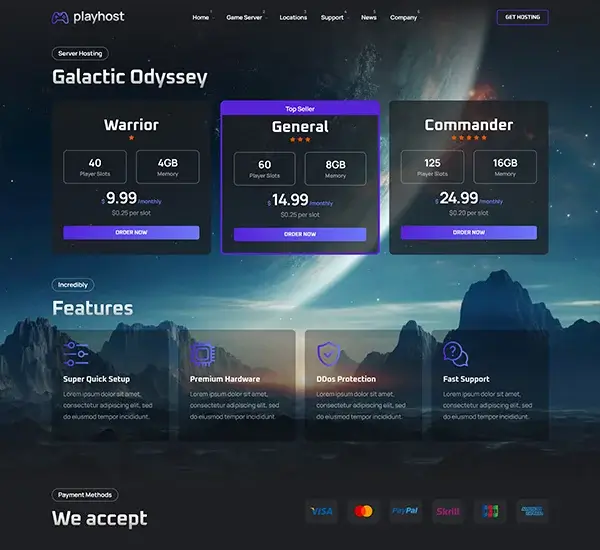 playhost
Home 1 Game Server 2 Locations 3 Support 4 News 5 Company 6
GET HOSTING
Server Hosting
Galactic Odyssey
Warrior
40 4GB
Player Slots Memory
$ 9.99 /monthly
$0.25 per slot
ORDER NOW
Top Seller
General
60 8GB
Player Slots Memory
$ 14.99 /monthly
$0.25 per slot
ORDER NOW
Commander
125 16GB
Player Slots Memory
$ 24.99 /monthly
$0.20 per slot
ORDER NOW
Incredibly
Features
Super Quick Setup
Lorem ipsum dolor sit amet,
consectetur adipiscing elit, sed
do eiusmod tempor incididunt.
Premium Hardware
Lorem ipsum dolor sit amet,
consectetur adipiscing elit, sed
do eiusmod tempor incididunt.
DDos Protection
Lorem ipsum dolor sit amet,
consectetur adipiscing elit, sed
do eiusmod tempor incididunt.
Fast Support
Lorem ipsum dolor sit amet,
consectetur adipiscing elit, sed
do eiusmod tempor incididunt.
Payment Methods
We accept
VISA
PayPal
Skrill
JCB